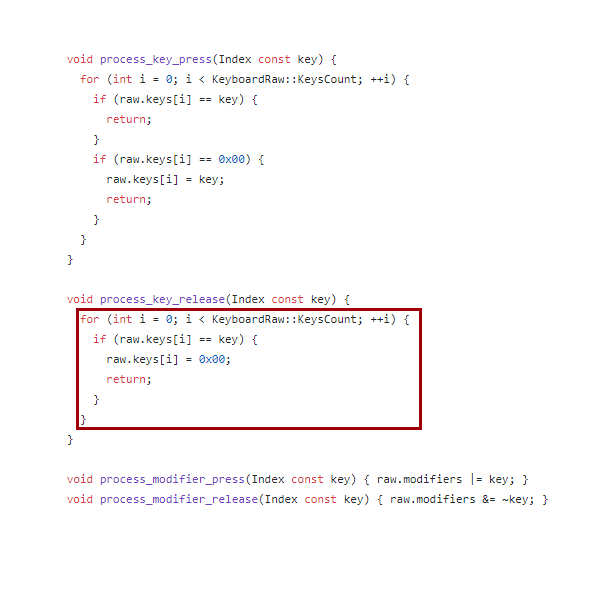 void process_key_press(Index const key) {
for (int i = 0; i < KeyboardRaw::KeysCount; ++i) {
if (raw.keys[i] == key) {
return;
}
if (raw.keys[i] == 0x00) {
raw.keys[i] = key;
return;
}
}
}
void process_key_release(Index const key) {
for (int i = 0; i < KeyboardRaw::KeysCount; ++i) {
if (raw.keys[i] == key) {
raw.keys[i] = 0x00;
return;
}
}
}
void process_modifier_press(Index const key) { raw.modifiers |= key; }
void process_modifier_release(Index const key) { raw.modifiers &= ~key; }